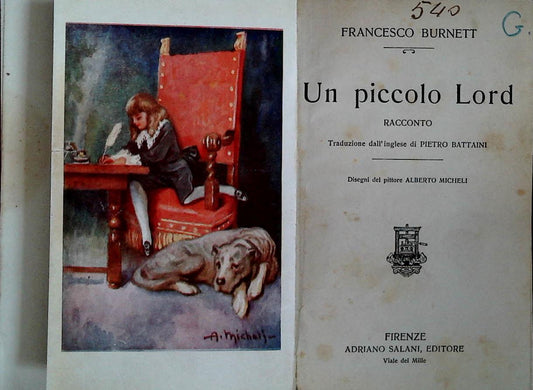 A. Micheli
540
G.
FRANCESCO BURNETT
Un piccolo Lord
RACCONTO
Traduzione dall'inglese di PIETRO BATTAINI
Disegni del pittore ALBERTO MICHELI
FIRENZE
ADRIANO SALANI, EDITORE
Viale dei Mille